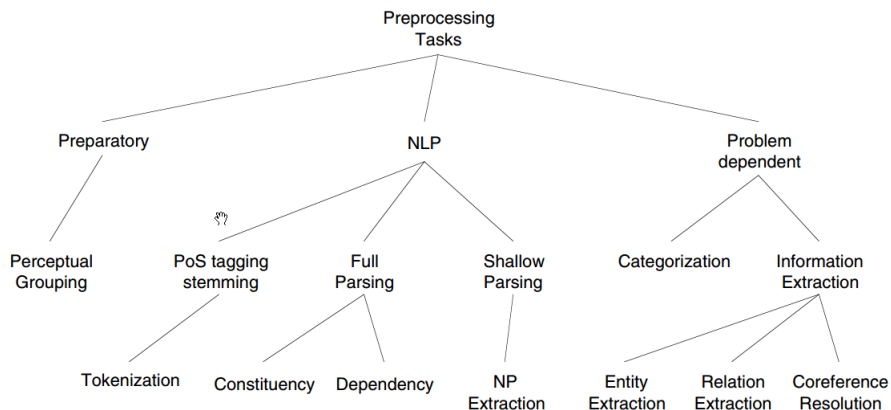 Preprocessing
Tasks
Preparatory
NLP
Problem
dependent
Perceptual
Grouping
PoS tagging
stemming
Full
Parsing
Shallow
Parsing
Categorization
Information
Extraction
Tokenization
Constituency
Dependency
NP
Extraction
Entity
Extraction
Relation
Extraction
Coreference
Resolution